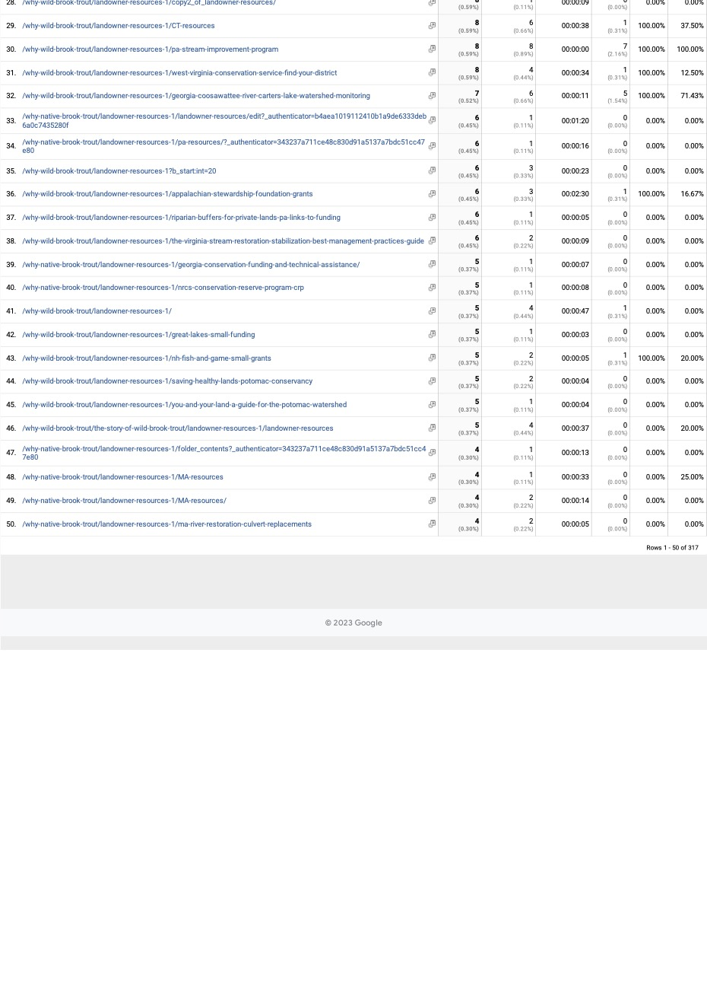 28. /why-wild-brook-trout/landowner-resources-1/copy2_of_landowner-resources/ 8 1 00:00:09 0 0.00% 0.00%
(0.59%) (0.11%) (0.00%)
29. /why-wild-brook-trout/landowner-resources-1/CT-resources 8 6 00:00:38 1 100.00% 37.50%
(0.59%) (0.66%) (0.31%)
30. /why-wild-brook-trout/landowner-resources-1/pa-stream-improvement-program 8 8 00:00:00 7 100.00% 100.00%
(0.59%) (0.89%) (2.16%)
31. /why-wild-brook-trout/landowner-resources-1/west-virginia-conservation-service-find-your-district 8 4 00:00:34 1 100.00% 12.50%
(0.59%) (0.44%) (0.31%)
32. /why-wild-brook-trout/landowner-resources-1/georgia-coosawattee-river-carters-lake-watershed-monitoring 7 6 00:00:11 5 100.00% 71.43%
(0.52%) (0.66%) (1.54%)
33. /why-native-brook-trout/landowner-resources-1/landowner-resources/edit?_authenticator=b4aea1019112410b1a9de6333deb 6 1 00:01:20 0 0.00% 0.00%
6a0c7435280f (0.45%) (0.11%) (0.00%)
34. /why-native-brook-trout/landowner-resources-1/pa-resources/?_authenticator=343237a711ce48c830d91a5137a7bdc51cc47 6 1 00:00:16 0 0.00% 0.00%
e80 (0.45%) (0.11%) (0.00%)
35. /why-wild-brook-trout/landowner-resources-1?b_start:int=20 6 3 00:00:23 0 0.00% 0.00%
(0.45%) (0.33%) (0.00%)
36. /why-wild-brook-trout/landowner-resources-1/appalachian-stewardship-foundation-grants 6 3 00:02:30 1 100.00% 16.67%
(0.45%) (0.33%) (0.31%)
37. /why-wild-brook-trout/landowner-resources-1/riparian-buffers-for-private-lands-pa-links-to-funding 6 1 00:00:05 0 0.00% 0.00%
(0.45%) (0.11%) (0.00%)
38. /why-wild-brook-trout/landowner-resources-1/the-virginia-stream-restoration-stabilization-best-management-practices-guide 6 2 00:00:09 0 0.00% 0.00%
(0.45%) (0.22%) (0.00%)
39. /why-native-brook-trout/landowner-resources-1/georgia-conservation-funding-and-technical-assistance/ 5 1 00:00:07 0 0.00% 0.00%
(0.37%) (0.11%) (0.00%)
40. /why-native-brook-trout/landowner-resources-1/nrcs-conservation-reserve-program-crp 5 1 00:00:08 0 0.00% 0.00%
(0.37%) (0.11%) (0.00%)
41. /why-wild-brook-trout/landowner-resources-1/ 5 4 00:00:47 1 0.00% 0.00%
(0.37%) (0.44%) (0.31%)
42. /why-wild-brook-trout/landowner-resources-1/great-lakes-small-funding 5 1 00:00:03 0 0.00% 0.00%
(0.37%) (0.11%) (0.00%)
43. /why-wild-brook-trout/landowner-resources-1/nh-fish-and-game-small-grants 5 2 00:00:05 1 100.00% 20.00%
(0.37%) (0.22%) (0.31%)
44. /why-wild-brook-trout/landowner-resources-1/saving-healthy-lands-potomac-conservancy 5 2 00:00:04 0 0.00% 0.00%
(0.37%) (0.22%) (0.00%)
45. /why-wild-brook-trout/landowner-resources-1/you-and-your-land-a-guide-for-the-potomac-watershed 5 1 00:00:04 0 0.00% 0.00%
(0.37%) (0.11%) (0.00%)
46. /why-wild-brook-trout/the-story-of-wild-brook-trout/landowner-resources-1/landowner-resources 5 4 00:00:37 0 0.00% 20.00%
(0.37%) (0.44%) (0.00%)
47. /why-native-brook-trout/landowner-resources-1/folder_contents?_authenticator=343237a711ce48c830d91a5137a7bdc51cc4 4 1 00:00:13 0 0.00% 0.00%
7e80 (0.30%) (0.11%) (0.00%)
48. /why-native-brook-trout/landowner-resources-1/MA-resources 4 1 00:00:33 0 0.00% 25.00%
(0.30%) (0.11%) (0.00%)
49. /why-native-brook-trout/landowner-resources-1/MA-resources/ 4 2 00:00:14 0 0.00% 0.00%
(0.30%) (0.22%) (0.00%)
50. /why-native-brook-trout/landowner-resources-1/ma-river-restoration-culvert-replacements 4 2 00:00:05 0 0.00% 0.00%
(0.30%) (0.22%) (0.00%)
Rows 1 - 50 of 317
© 2023 Google